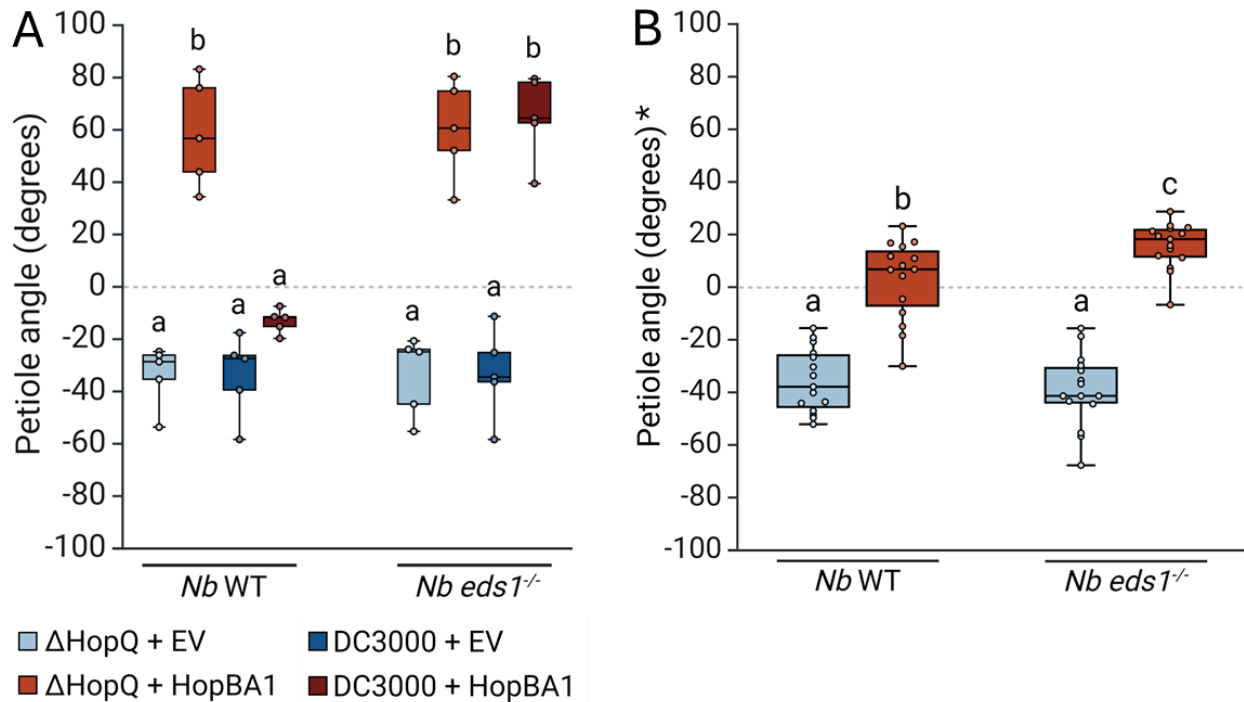 A
Petiole angle (degrees)
100
80
60
40
20
0
-20
-40
-60
-80
-100
b
b
b
a
a
a
a
a
Nb WT
Nb eds1-/-
B
Petiole angle (degrees)*
100
80
60
40
20
0
-20
-40
-60
-80
-100
a
b
a
c
Nb WT
Nb eds1-/-
ΔHopQ + EV
DC3000 + EV
ΔHopQ + HopBA1
DC3000 + HopBA1